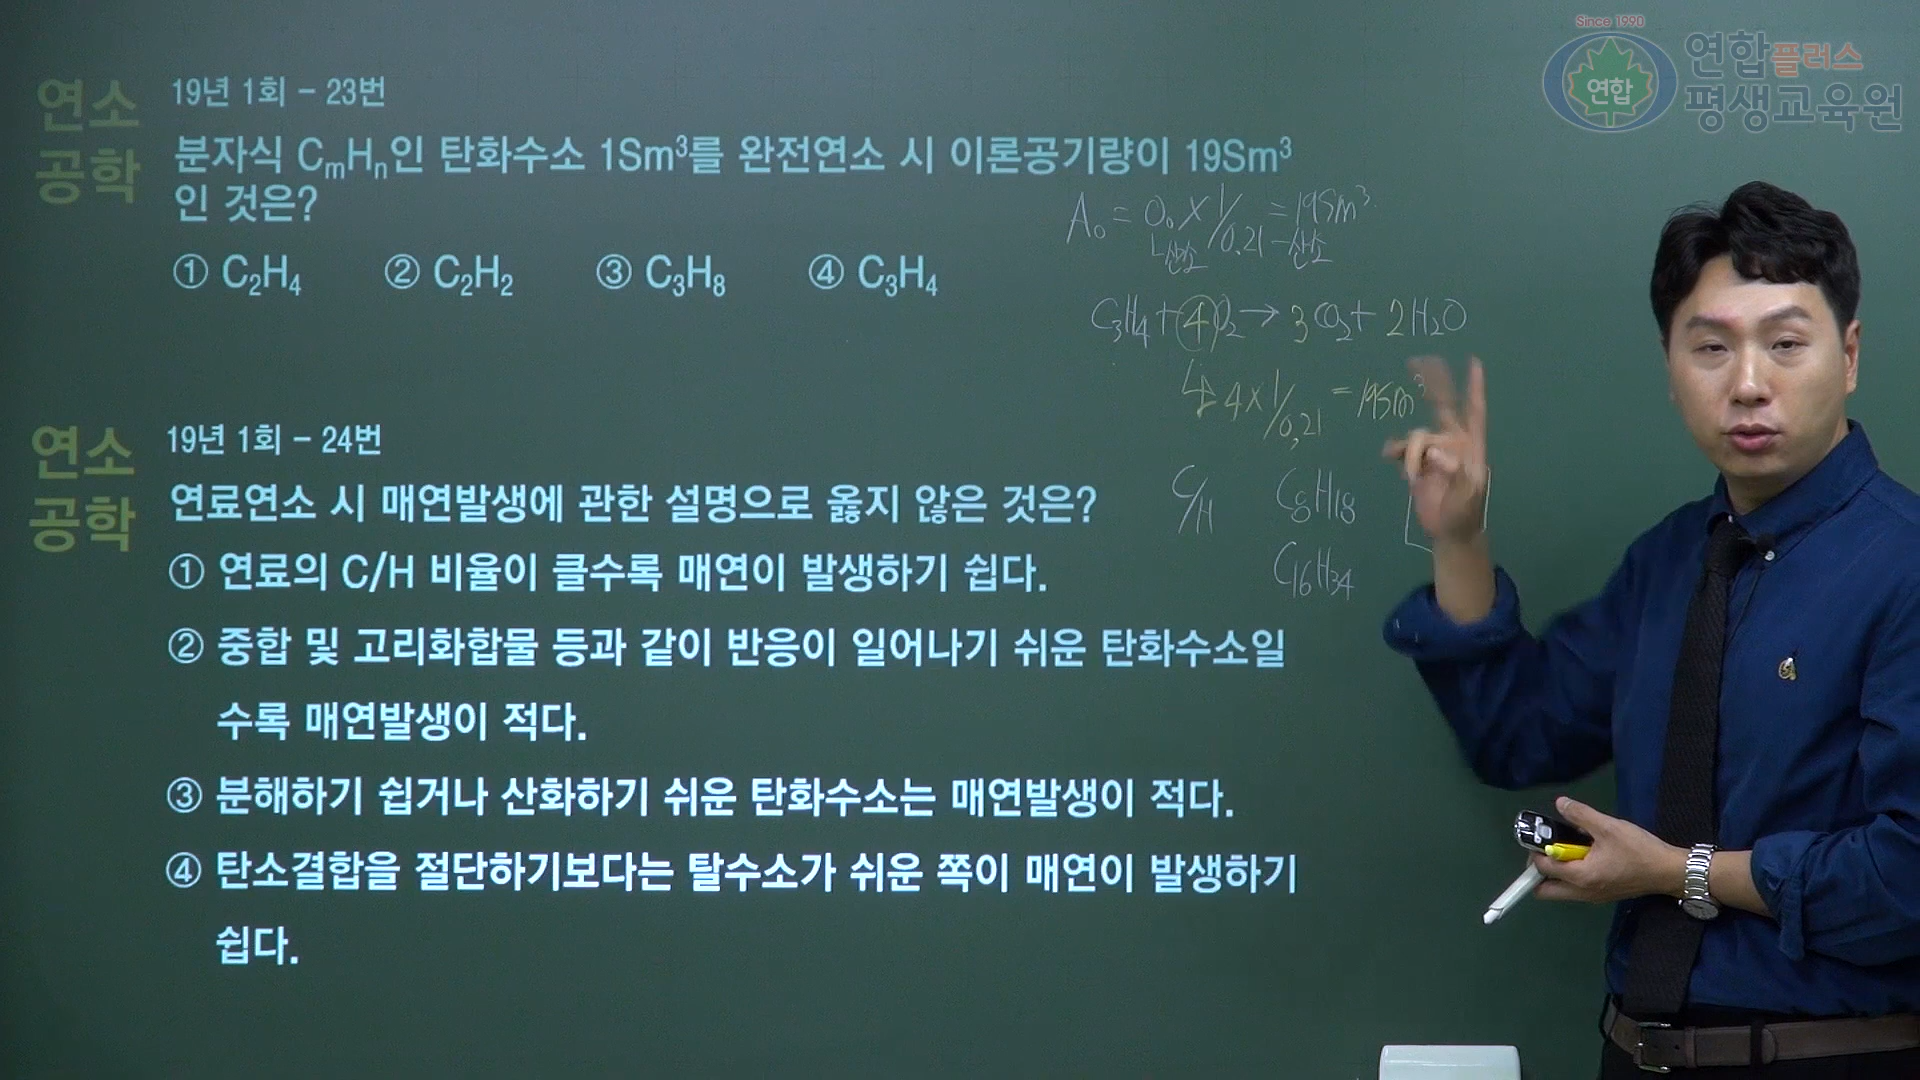 Since 1990
연합
연합플러스
평생교육원
연소
공학
19년 1회 – 23번
분자식 CmHn인 탄화수소 1Sm³를 완전연소 시 이론공기량이 19Sm³
인 것은?
① C₂H₄ ② C₂H₂ ③ C₃H₈ ④ C₃H₄
A₀ = O₀ × 1/0.21 = 19Sm³
산소 산소
C₃H₄ + 4O₂ → 3CO₂ + 2H₂O
4 × 1/0.21 = 19Sm³
C/H C₈H₁₈
C₁₆H₃₄
연소
공학
19년 1회 – 24번
연료연소 시 매연발생에 관한 설명으로 옳지 않은 것은?
① 연료의 C/H 비율이 클수록 매연이 발생하기 쉽다.
② 중합 및 고리화합물 등과 같이 반응이 일어나기 쉬운 탄화수소일
수록 매연발생이 적다.
③ 분해하기 쉽거나 산화하기 쉬운 탄화수소는 매연발생이 적다.
④ 탄소결합을 절단하기보다는 탈수소가 쉬운 쪽이 매연이 발생하기
쉽다.